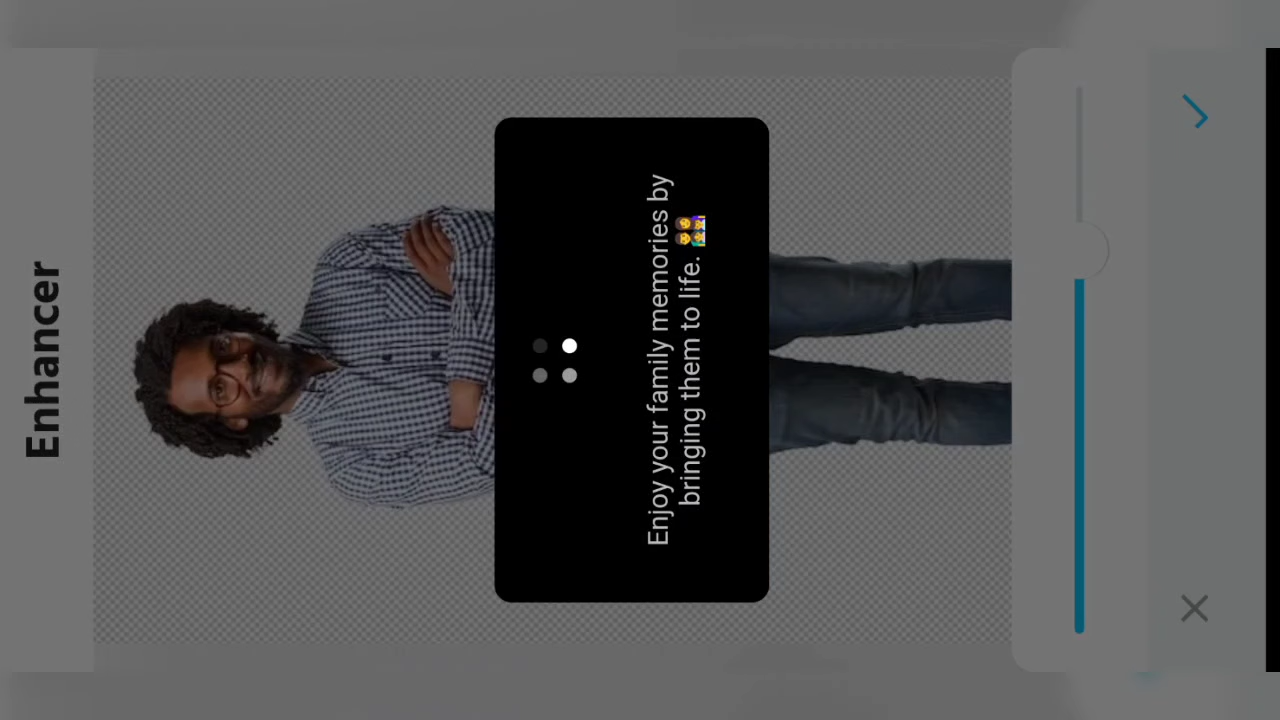 Enhancer
Enjoy your family memories by
bringing them to life. 👨‍👩‍👧‍👦